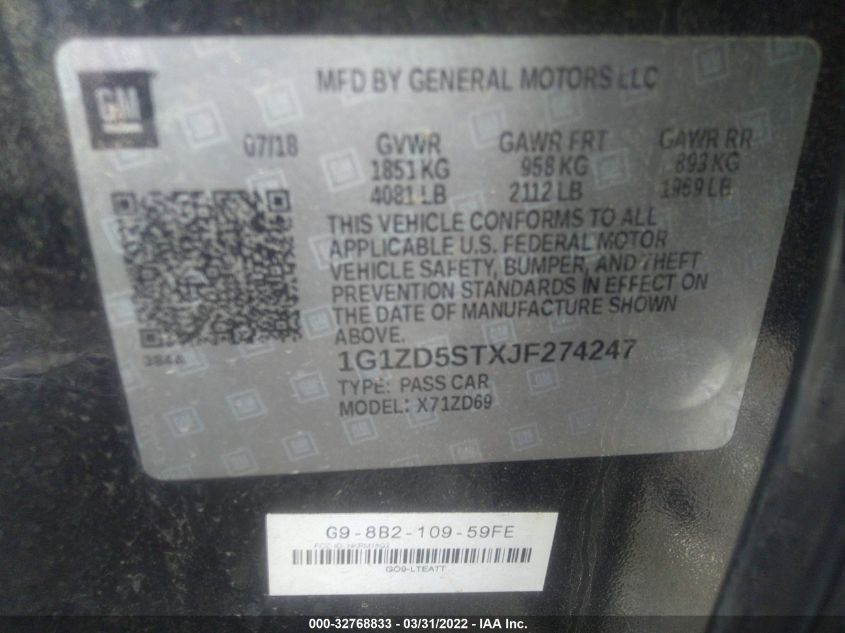 GM
MFD BY GENERAL MOTORS LLC
07/18 GVWR GAWR FRT GAWR RR
1851 KG 958 KG 893 KG
4081 LB 2112 LB 1969 LB
THIS VEHICLE CONFORMS TO ALL
APPLICABLE U.S. FEDERAL MOTOR
VEHICLE SAFETY, BUMPER, AND THEFT
PREVENTION STANDARDS IN EFFECT ON
THE DATE OF MANUFACTURE SHOWN
ABOVE.
384A
1G1ZD5STXJF274247
TYPE: PASS CAR
MODEL: X71ZD69
G9-8B2-109-59FE
FCC ID:
GO9-LTEATT
000-32768833 - 03/31/2022 - IAA Inc.